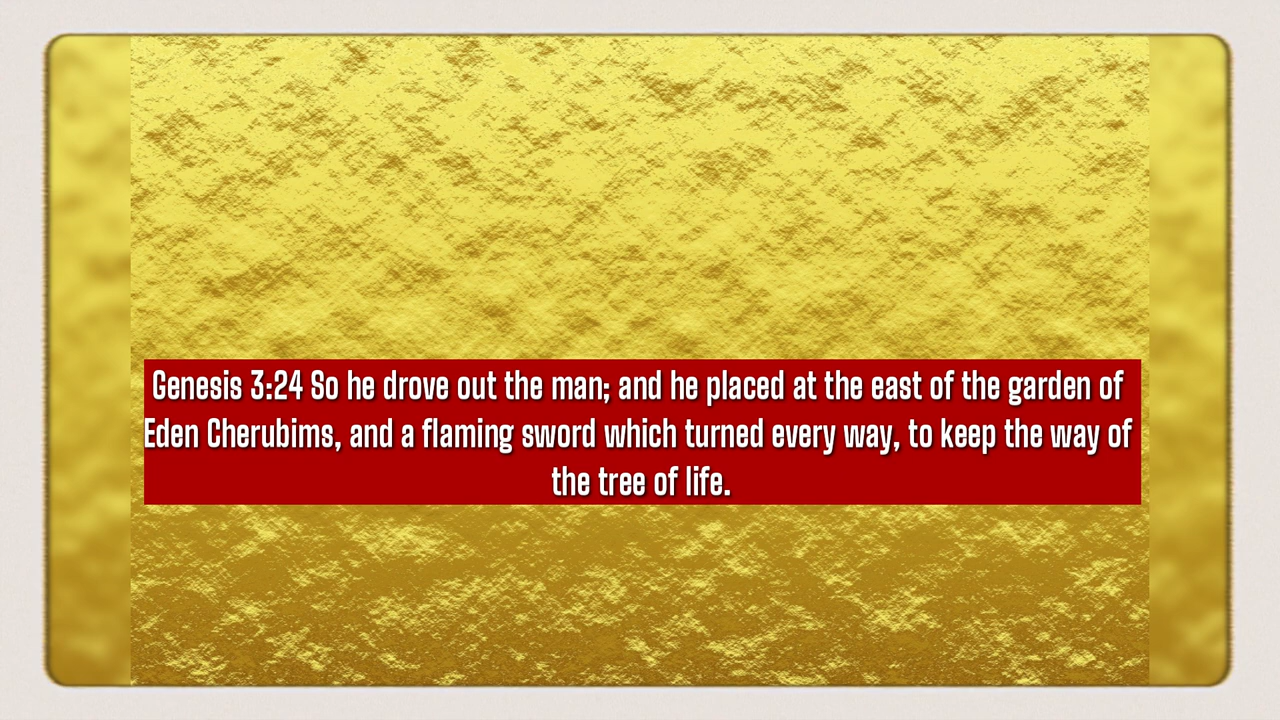 Genesis 3:24 So he drove out the man; and he placed at the east of the garden of
Eden Cherubims, and a flaming sword which turned every way, to keep the way of
the tree of life.